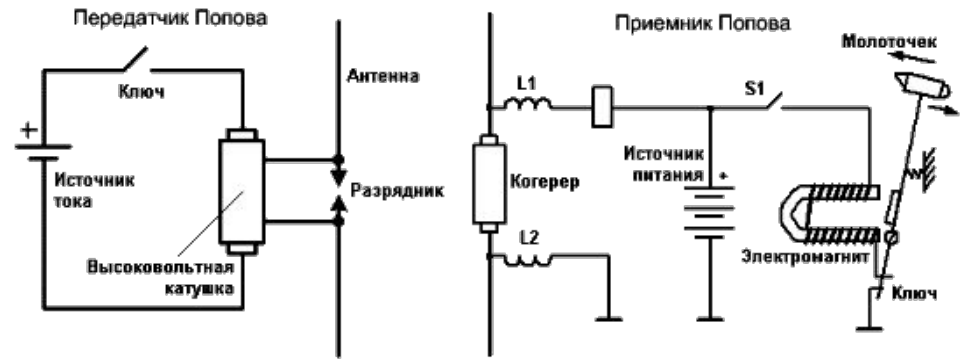 Передатчик Попова
Приемник Попова
Ключ
Антенна
+
Источник
тока
Разрядник
Высоковольтная
катушка
L1
S1
Молоточек
Когерер
Источник
питания
+
L2
Электромагнит
Ключ